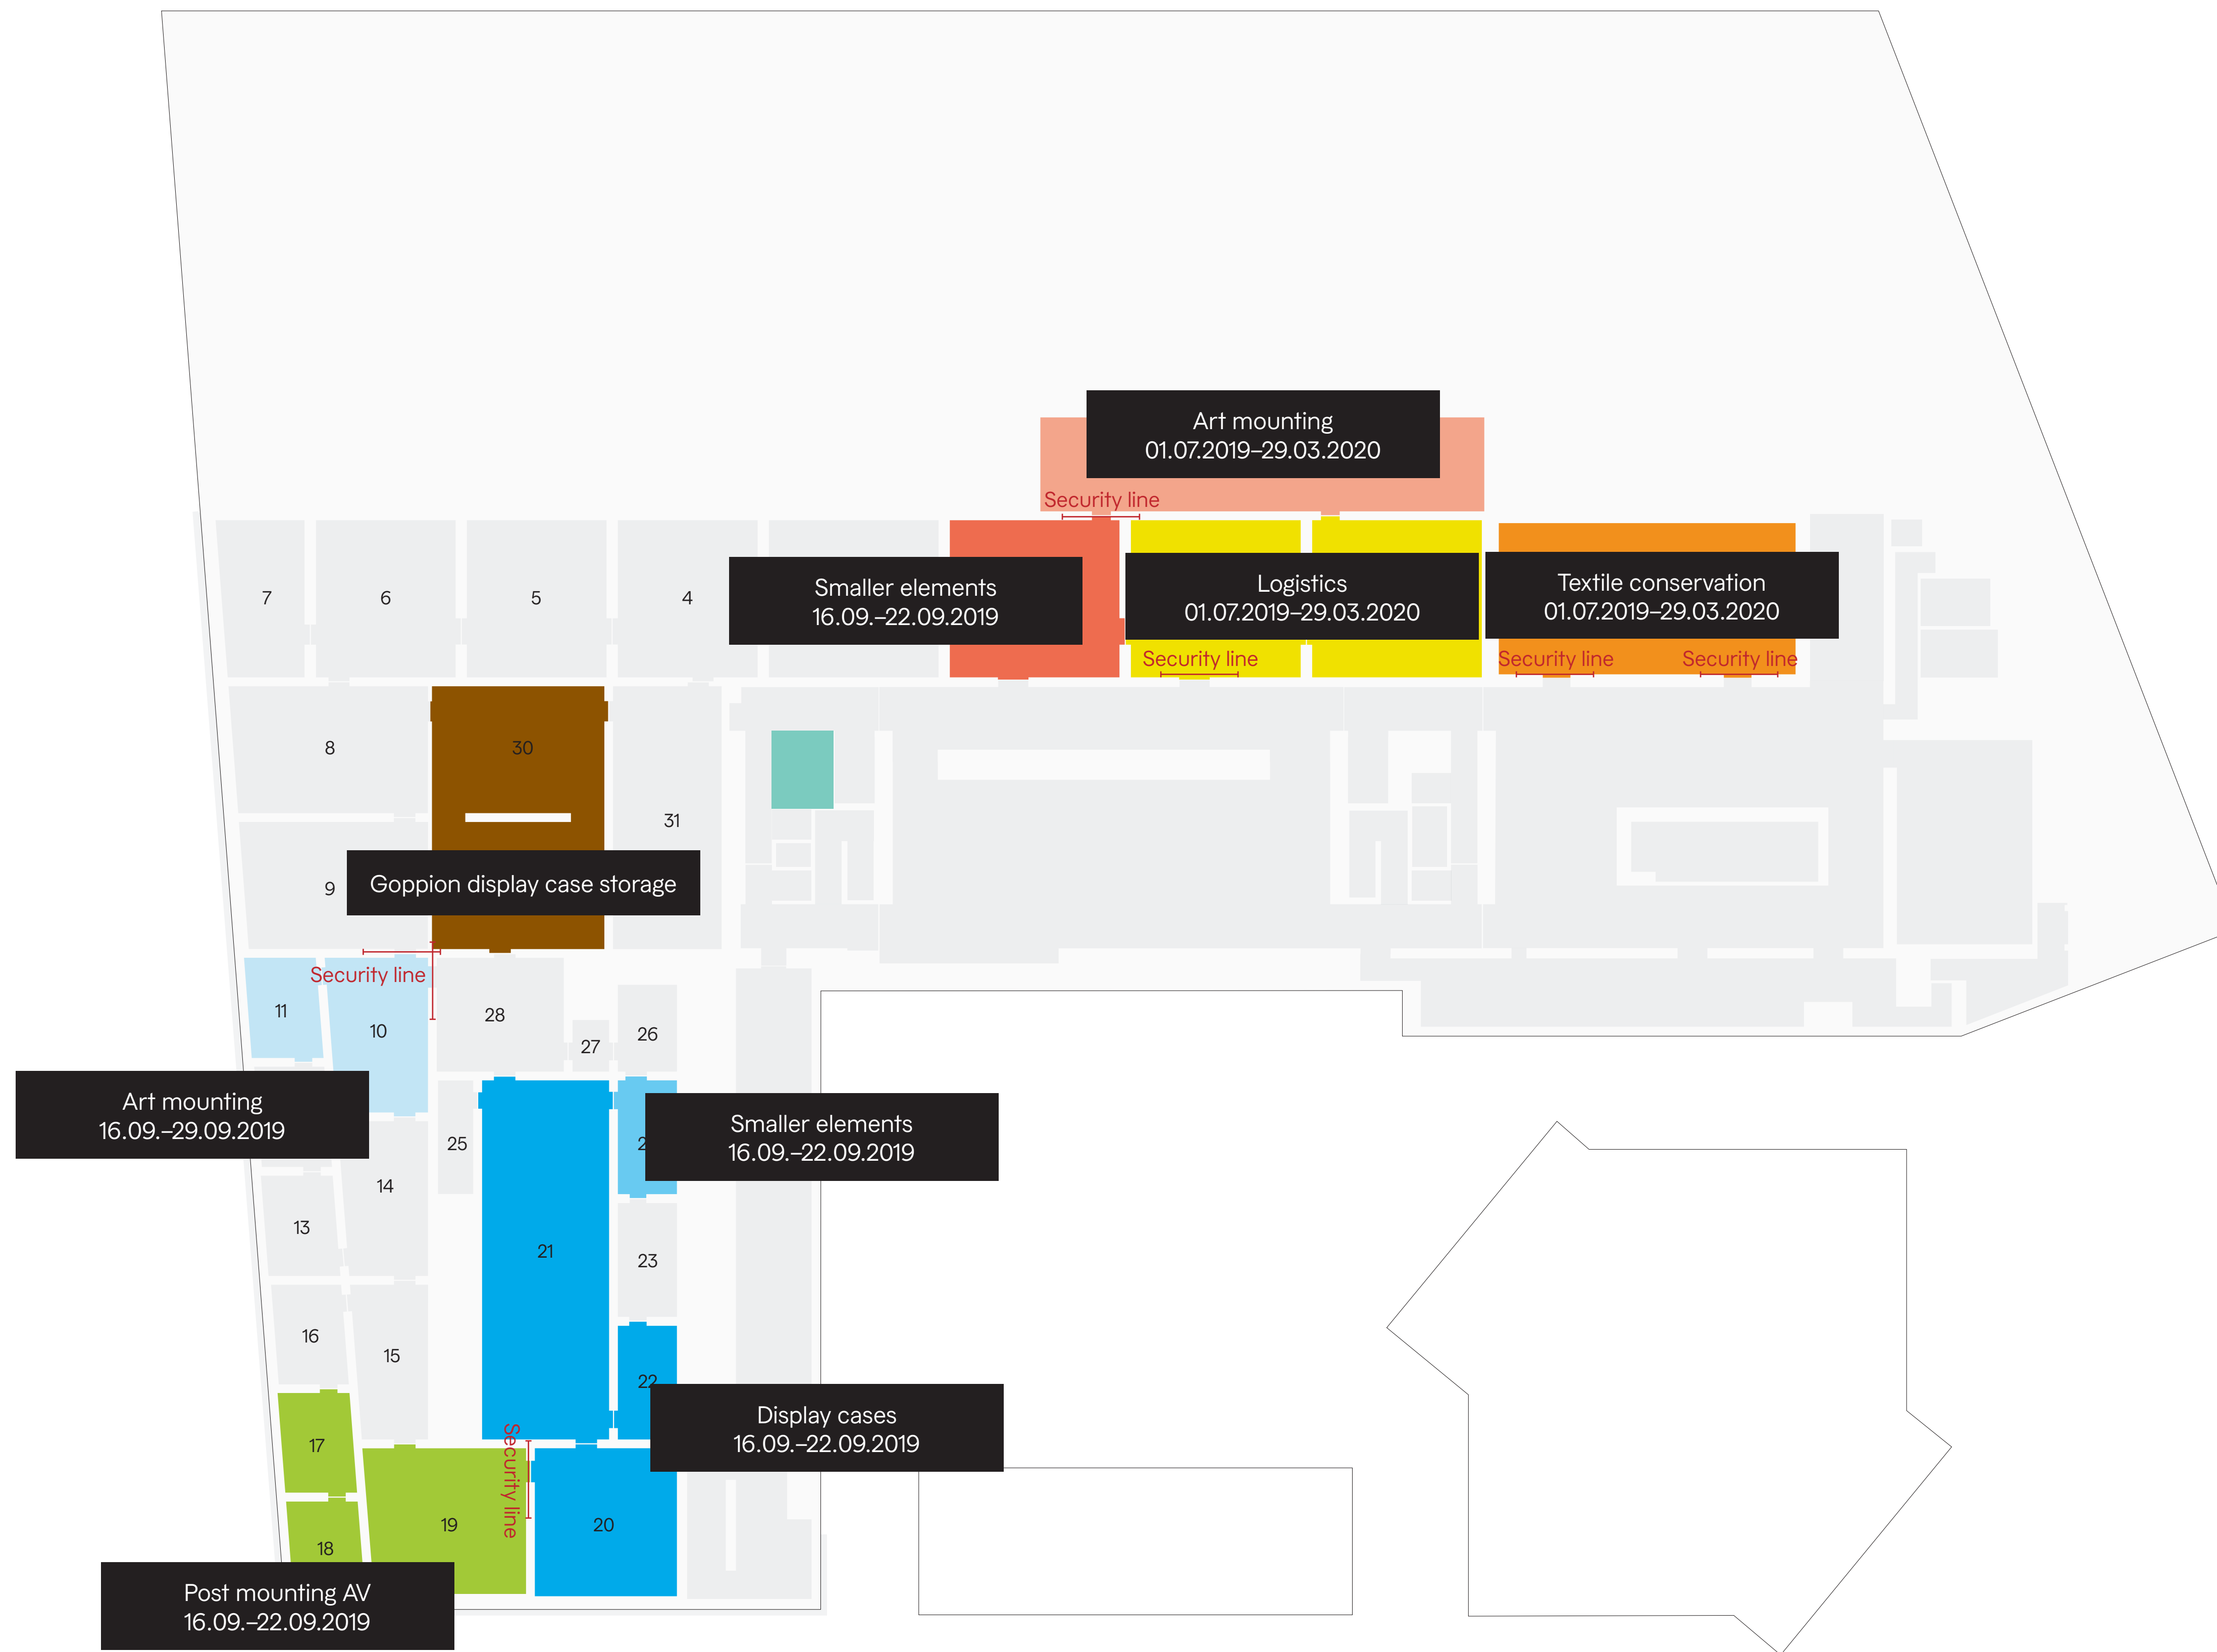 Art mounting
01.07.2019–29.03.2020
Security line
Smaller elements
16.09.–22.09.2019
Logistics
01.07.2019–29.03.2020
Textile conservation
01.07.2019–29.03.2020
7
6
5
4
Security line
Security line
Security line
8
30
31
9
Goppion display case storage
Security line
11
10
28
27
26
Art mounting
16.09.–29.09.2019
Smaller elements
16.09.–22.09.2019
25
14
13
21
23
16
15
22
Display cases
16.09.–22.09.2019
17
Security line
19
20
18
Post mounting AV
16.09.–22.09.2019